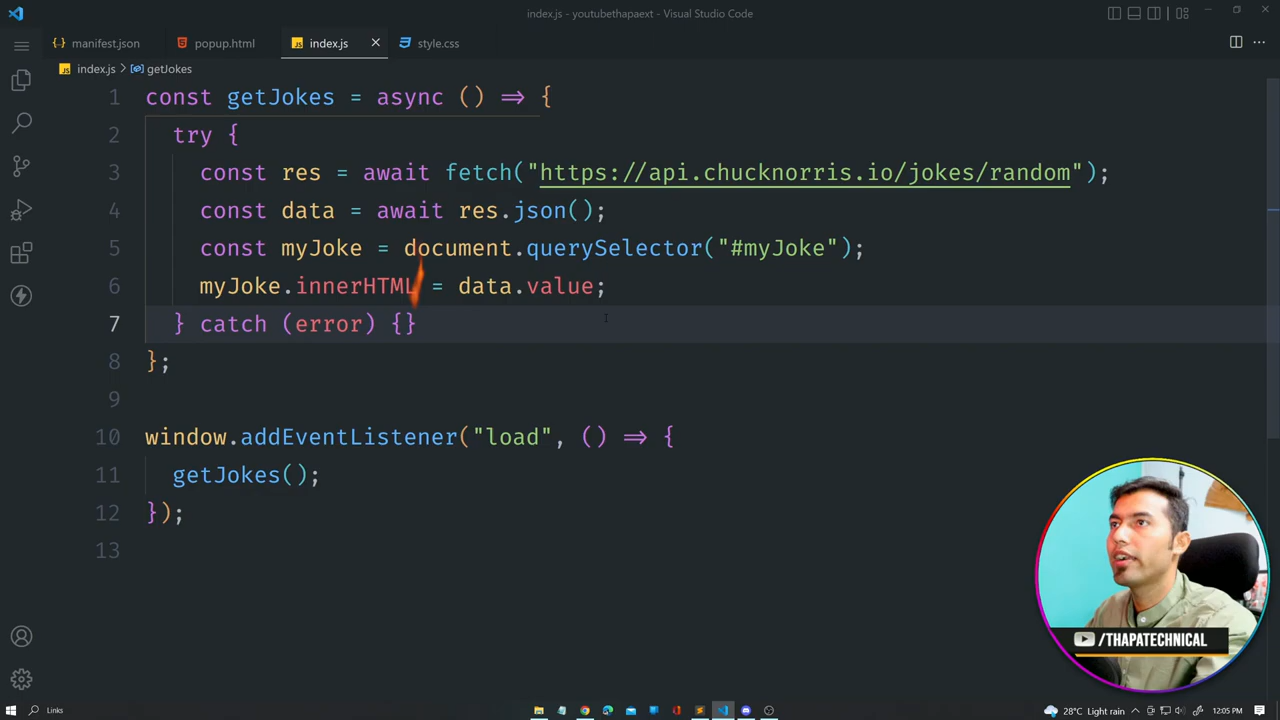 index.js - youtubethapaext - Visual Studio Code
manifest.json
popup.html
JS index.js
style.css
JS index.js > getJokes
1 const getJokes = async () => {
2 try {
3 const res = await fetch("https://api.chucknorris.io/jokes/random");
4 const data = await res.json();
5 const myJoke = document.querySelector("#myJoke");
6 myJoke.innerHTML = data.value;
7 } catch (error) {}
8 };
9
10 window.addEventListener("load", () => {
11 getJokes();
12 });
13
/THAPATECHNICAL
Links
28°C Light rain
12:05 PM